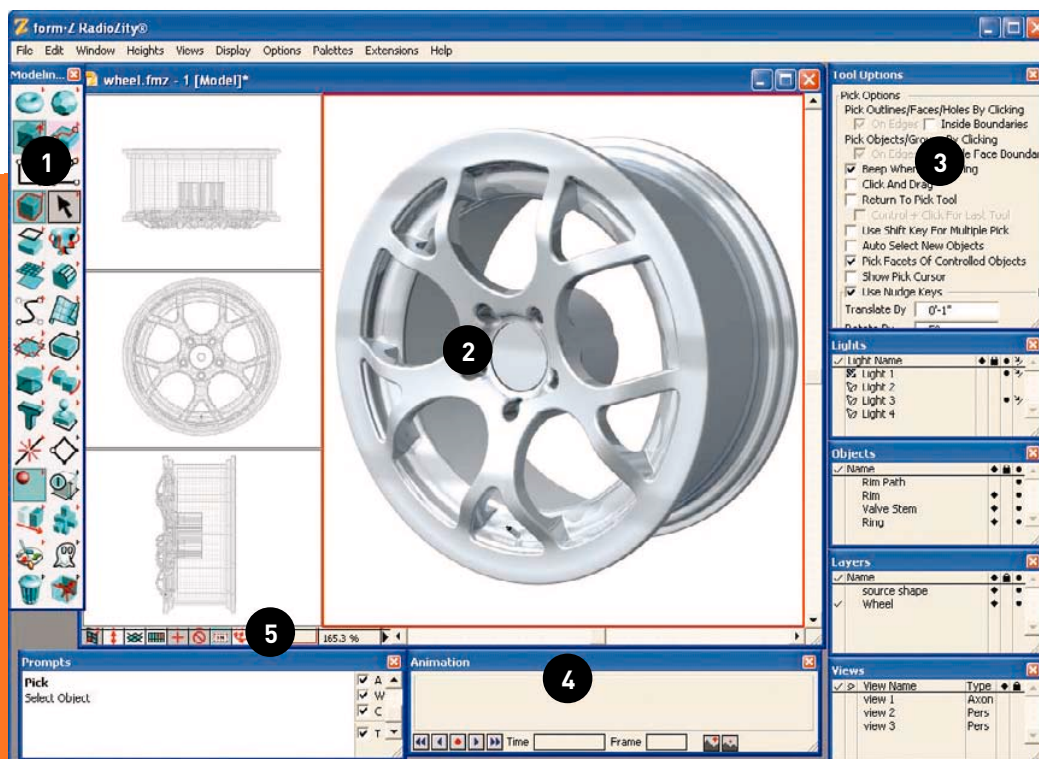 form·Z RadioZity®
File Edit Window Heights Views Display Options Palettes Extensions Help
Modelin...
wheel.fmz - 1 [Model]*
Tool Options
Pick Options
Pick Outlines/Faces/Holes By Clicking
On Edges Inside Boundaries
Pick Objects/ By Clicking
On Face
Beep
Click And Drag
Return To Pick Tool
Control + Click For Last Tool
Use Shift Key For Multiple Pick
Auto Select New Objects
Pick Facets Of Controlled Objects
Show Pick Cursor
Use Nudge Keys
Translate By 0'-1"
1
2
3
Lights
Light Name
Light 1
Light 2
Light 3
Light 4
Objects
Name
Rim Path
Rim
Valve Stem
Ring
Layers
Name
source shape
Wheel
5
165.3 %
Prompts
Pick
Select Object
A
W
C
T
Animation
4
Time Frame
Views
View Name Type
view 1 Axon
view 2 Pers
view 3 Pers